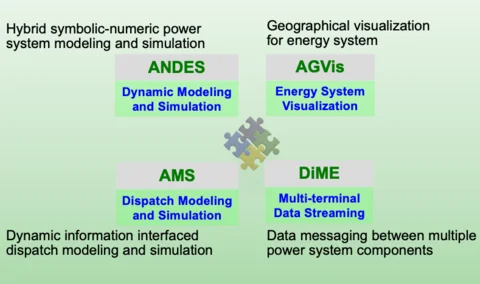 Hybrid symbolic-numeric power
system modeling and simulation
ANDES
Dynamic Modeling
and Simulation
Geographical visualization
for energy system
AGVis
Energy System
Visualization
AMS
Dispatch Modeling
and Simulation
Dynamic information interfaced
dispatch modeling and simulation
DiME
Multi-terminal
Data Streaming
Data messaging between multiple
power system components